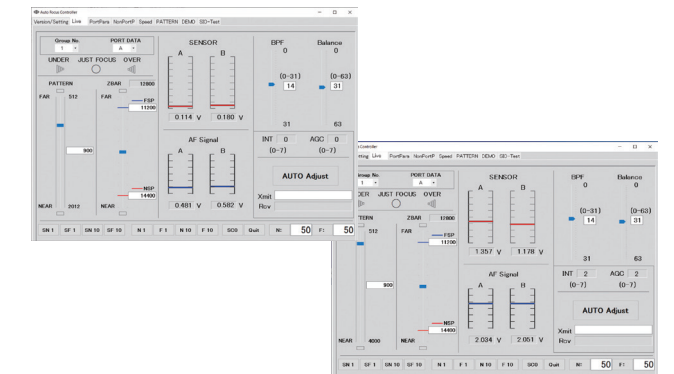 Auto Focus Controller
Version/Setting Live PortPara NonPortP Speed PATTERN DEMO SIO-Test
Group No. PORT DATA
1 A
UNDER JUST FOCUS OVER
PATTERN ZBAR 12800
FAR 512 FAR
FSP
11200
900
NSP
14400
NEAR 2012 NEAR
SENSOR
A B
0.114 V 0.180 V
AF Signal
A B
0.481 V 0.582 V
BPF Balance
0 0
(0-31) (0-63)
14 31
31 63
INT 0 AGC 0
(0-7) (0-7)
AUTO Adjust
Xmit
Rcv
SN 1 SF 1 SN 10 SF 10 N 1 F 1 N 10 F 10 SC0 Quit N: 50 F: 50
Controller
tting Live PortPara NonPortP Speed PATTERN DEMO SIO-Test
Group No. PORT DATA
1 A
DER JUST FOCUS OVER
TERN ZBAR 12800
512 FAR
FSP
11200
900
NSP
14400
NEAR 4000 NEAR
SENSOR
A B
1.357 V 1.178 V
AF Signal
A B
2.034 V 2.051 V
BPF Balance
0 0
(0-31) (0-63)
14 31
31 63
INT 2 AGC 2
(0-7) (0-7)
AUTO Adjust
Xmit
Rcv
SN 1 SF 1 SN 10 SF 10 N 1 F 1 N 10 F 10 SC0 Quit N: 50 F: 50